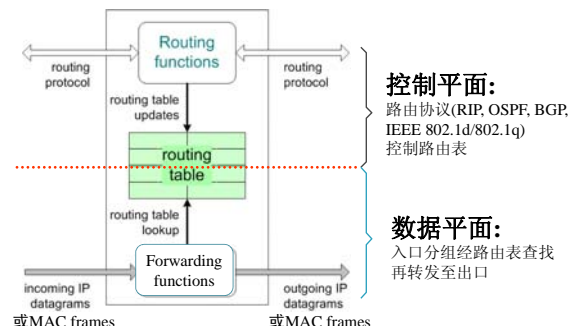 Routing
functions
routing
protocol
routing
protocol
routing table
updates
routing
table
routing table
lookup
Forwarding
functions
incoming IP
datagrams
或MAC frames
outgoing IP
datagrams
或MAC frames
控制平面:
路由协议(RIP, OSPF, BGP,
IEEE 802.1d/802.1q)
控制路由表
数据平面:
入口分组经路由表查找
再转发至出口